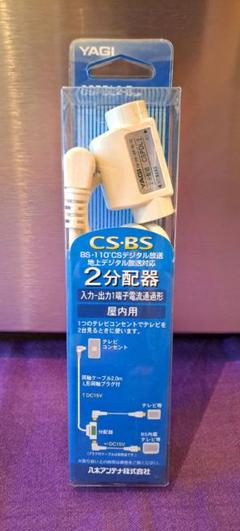 YAGI
YAGI
CS・BS
BS・110°CSデジタル放送
地上デジタル放送対応
2分配器
入力-出力1端子電流通過形
屋内用
1つのテレビコンセントでテレビを
2台見るときに使います。
テレビ
コンセント
同軸ケーブル2.0m
L形同軸プラグ付
↑DC15V
テレビ等
分配器
BS内蔵
テレビ等
DC15V
八木アンテナ株式会社